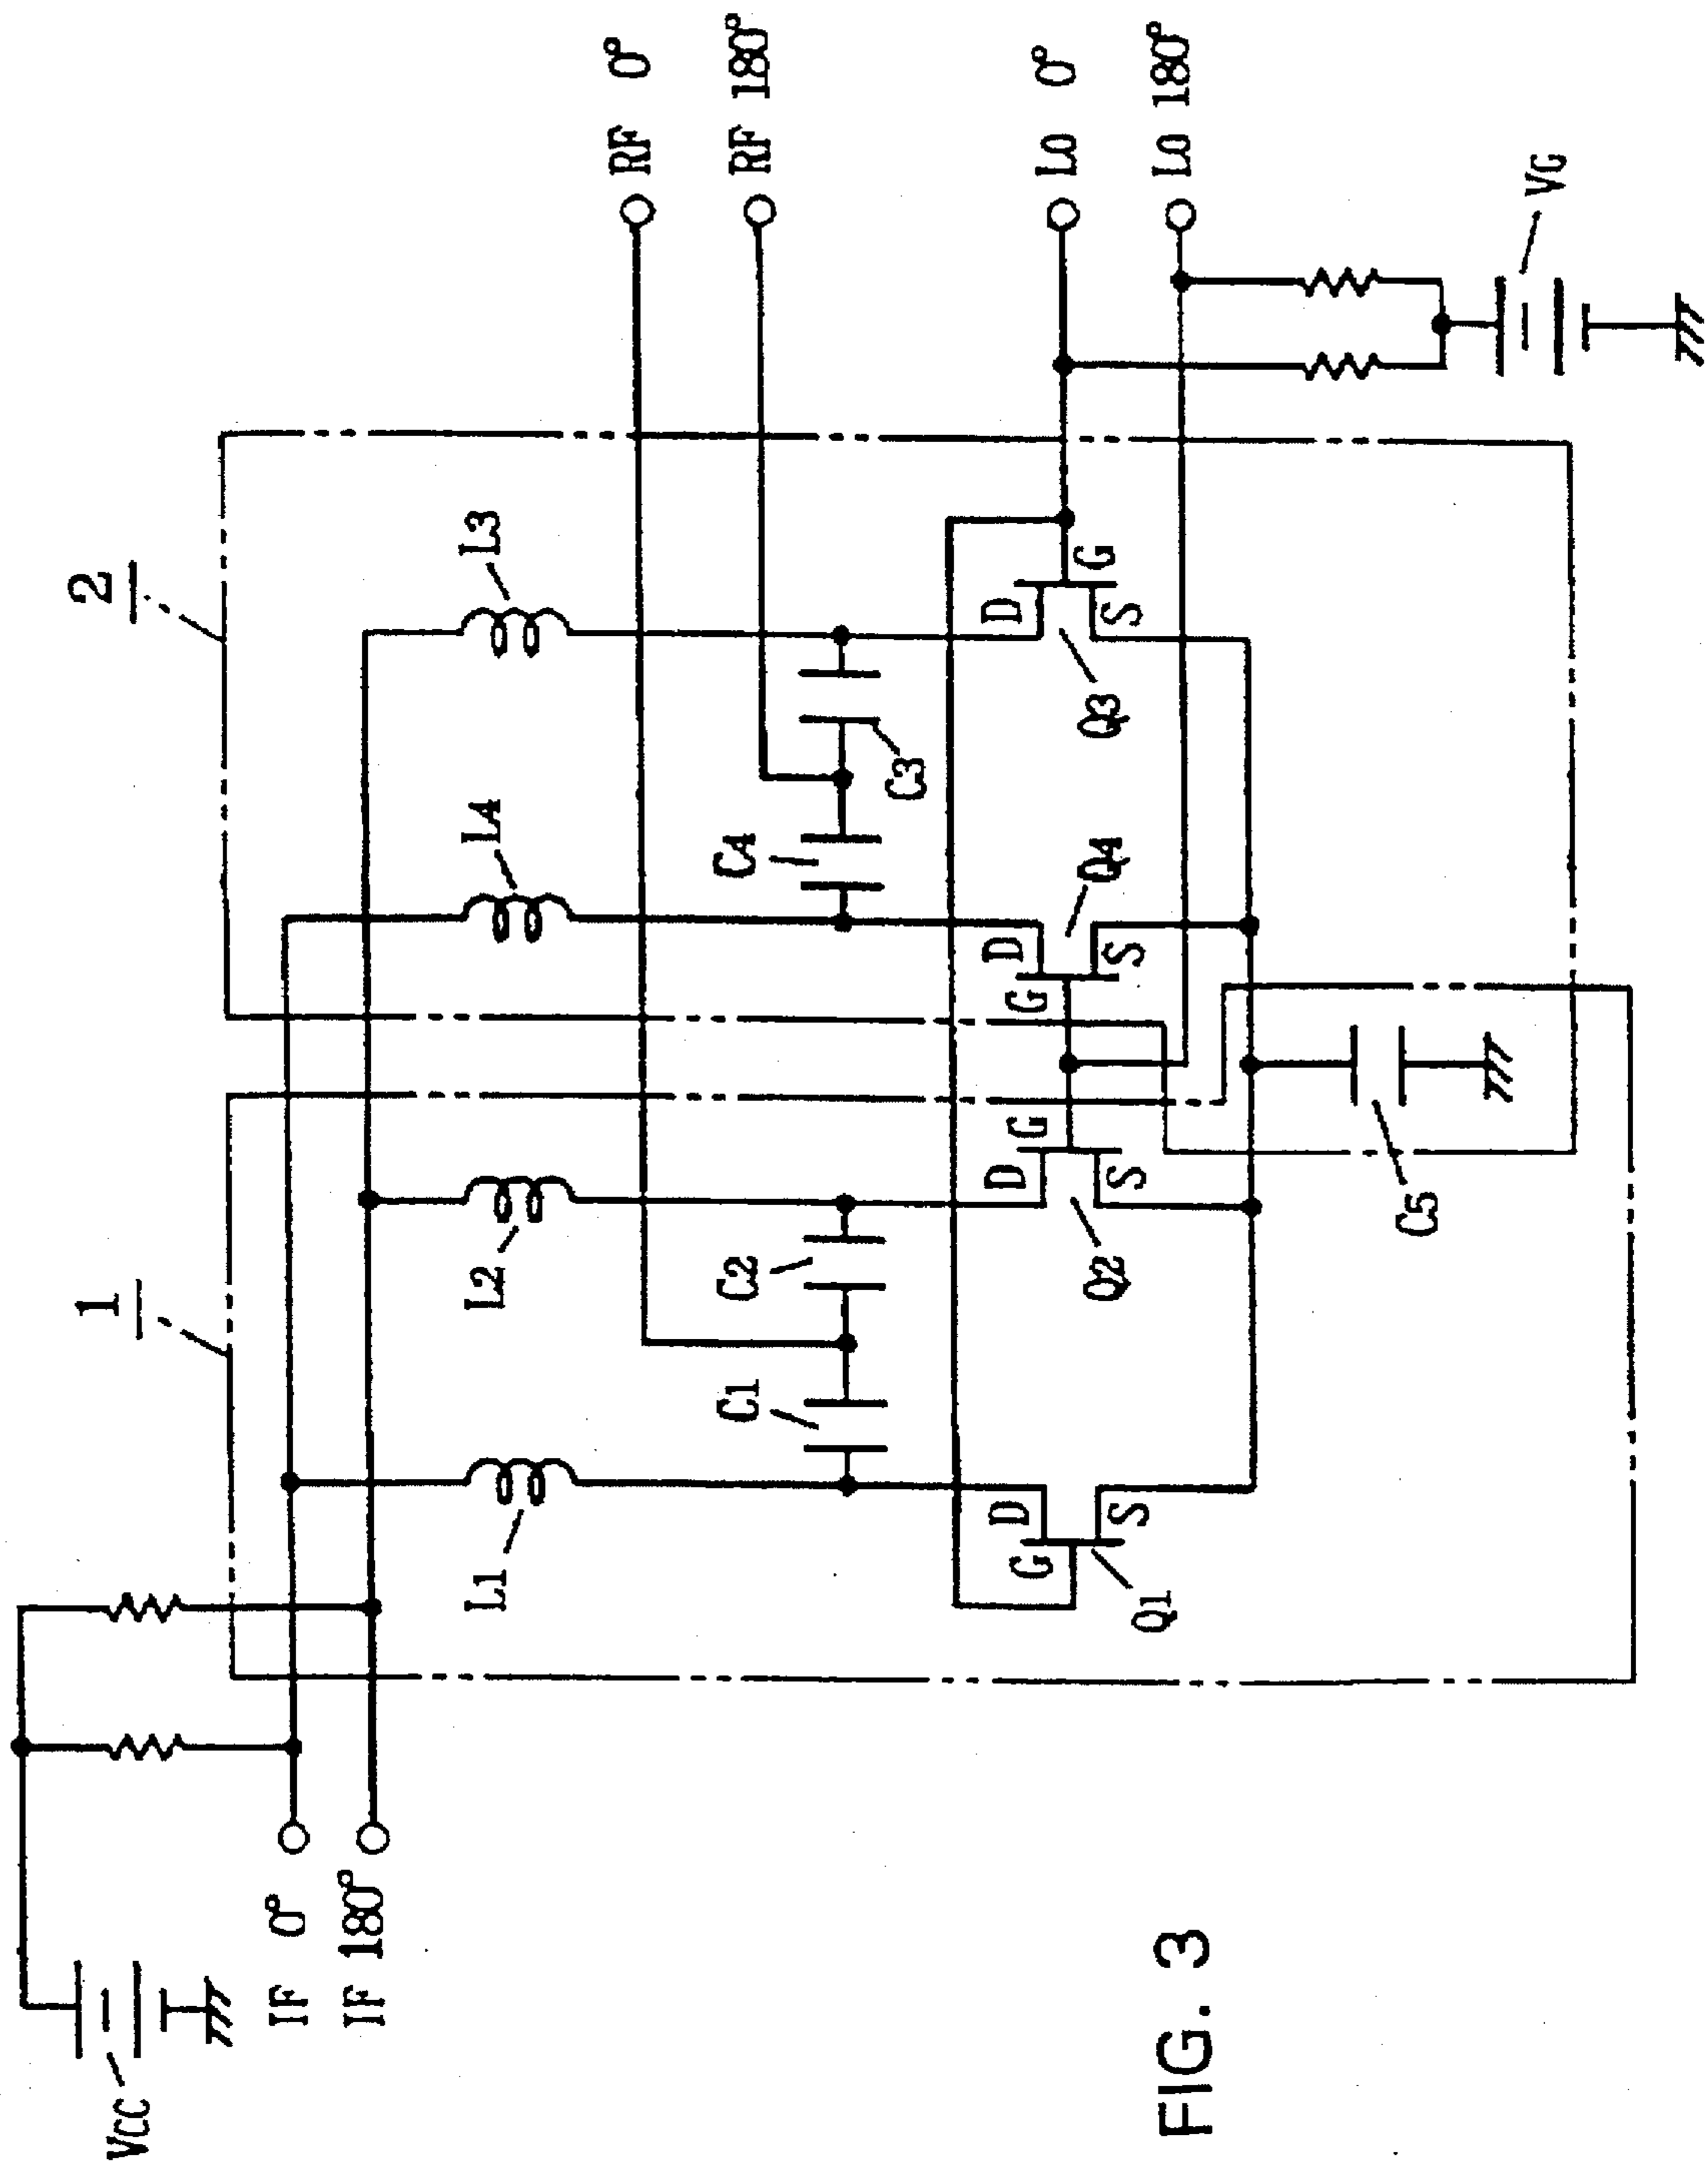 VCC
IF 0°
IF 180°
1
2
L1
L2
L4
L3
RF 0°
RF 180°
C1
C2
C4
C3
D
G
S
Q1
D
G
S
Q2
D
G
S
Q4
D
G
S
Q3
LO 0°
LO 180°
C5
VG
FIG. 3